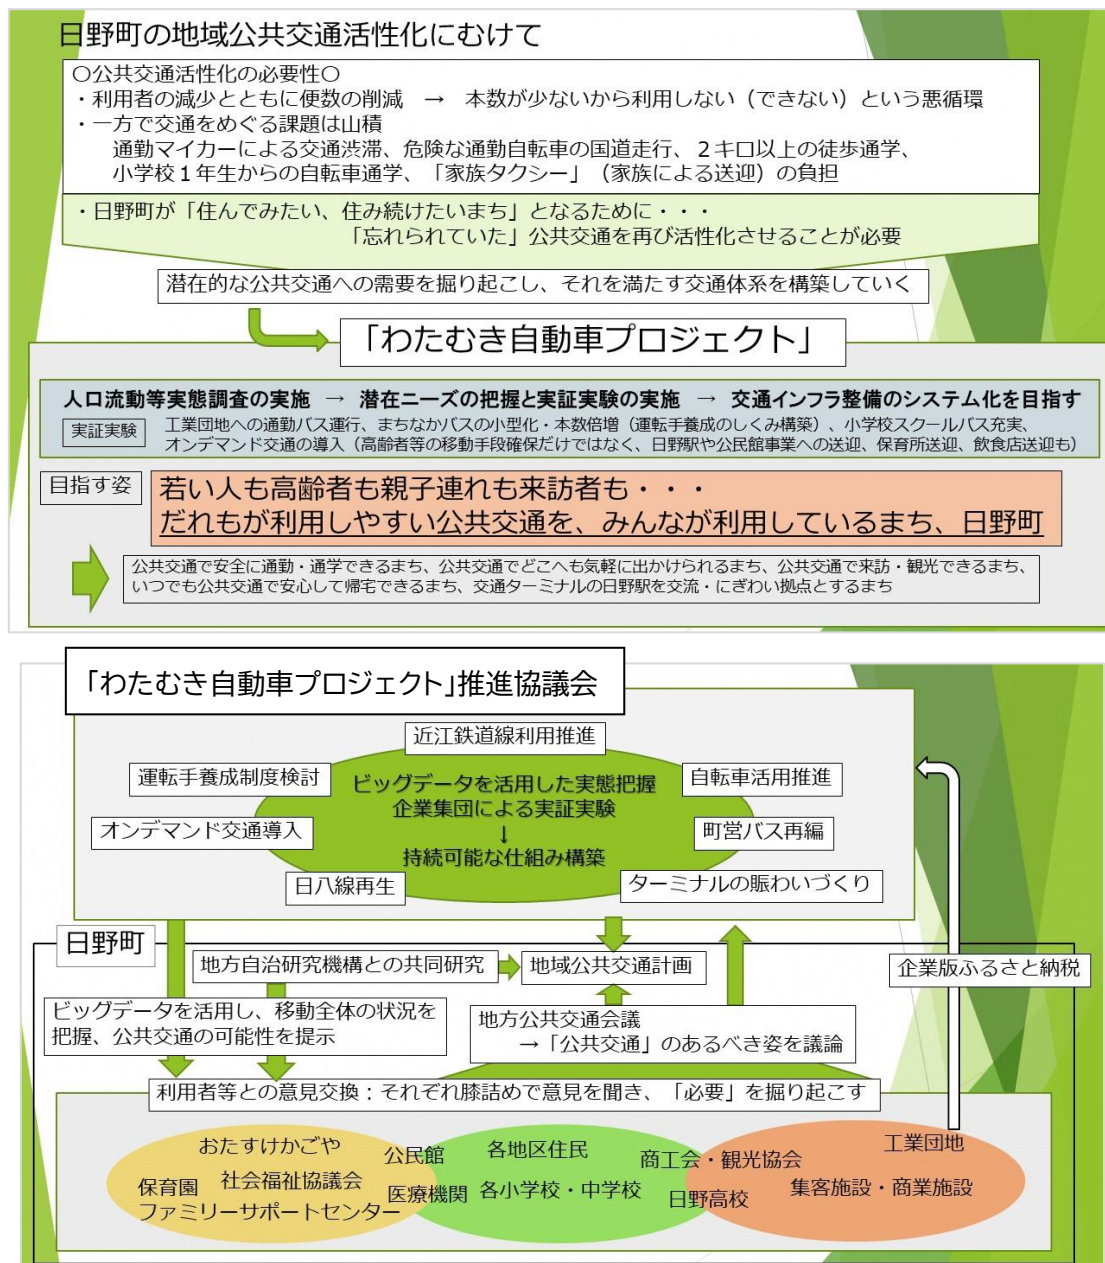 日野町の地域公共交通活性化にむけて
〇公共交通活性化の必要性〇
・利用者の減少とともに便数の削減 → 本数が少ないから利用しない（できない）という悪循環
・一方で交通をめぐる課題は山積
通勤マイカーによる交通渋滞、危険な通勤自転車の国道走行、２キロ以上の徒歩通学、
小学校１年生からの自転車通学、「家族タクシー」（家族による送迎）の負担
・日野町が「住んでみたい、住み続けたいまち」となるために・・・
「忘れられていた」公共交通を再び活性化させることが必要
潜在的な公共交通への需要を掘り起こし、それを満たす交通体系を構築していく
「わたむき自動車プロジェクト」
人口流動等実態調査の実施 → 潜在ニーズの把握と実証実験の実施 → 交通インフラ整備のシステム化を目指す
実証実験
工業団地への通勤バス運行、まちなかバスの小型化・本数倍増（運転手養成のしくみ構築）、小学校スクールバス充実、
オンデマンド交通の導入（高齢者等の移動手段確保だけではなく、日野駅や公民館事業への送迎、保育所送迎、飲食店送迎も）
目指す姿
若い人も高齢者も親子連れも来訪者も・・・
だれもが利用しやすい公共交通を、みんなが利用しているまち、日野町
公共交通で安全に通勤・通学できるまち、公共交通でどこへも気軽に出かけられるまち、公共交通で来訪・観光できるまち、
いつでも公共交通で安心して帰宅できるまち、交通ターミナルの日野駅を交流・にぎわい拠点とするまち
「わたむき自動車プロジェクト」推進協議会
近江鉄道線利用推進
運転手養成制度検討
自転車活用推進
オンデマンド交通導入
町営バス再編
日八線再生
ターミナルの賑わいづくり
ビッグデータを活用した実態把握
企業集団による実証実験
↓
持続可能な仕組み構築
日野町
地方自治研究機構との共同研究
地域公共交通計画
企業版ふるさと納税
ビッグデータを活用し、移動全体の状況を
把握、公共交通の可能性を提示
地方公共交通会議
→「公共交通」のあるべき姿を議論
利用者等との意見交換：それぞれ膝詰めで意見を聞き、「必要」を掘り起こす
おたすけかごや
公民館
各地区住民
商工会・観光協会
工業団地
保育園
社会福祉協議会
医療機関
各小学校・中学校
日野高校
集客施設・商業施設
ファミリーサポートセンター